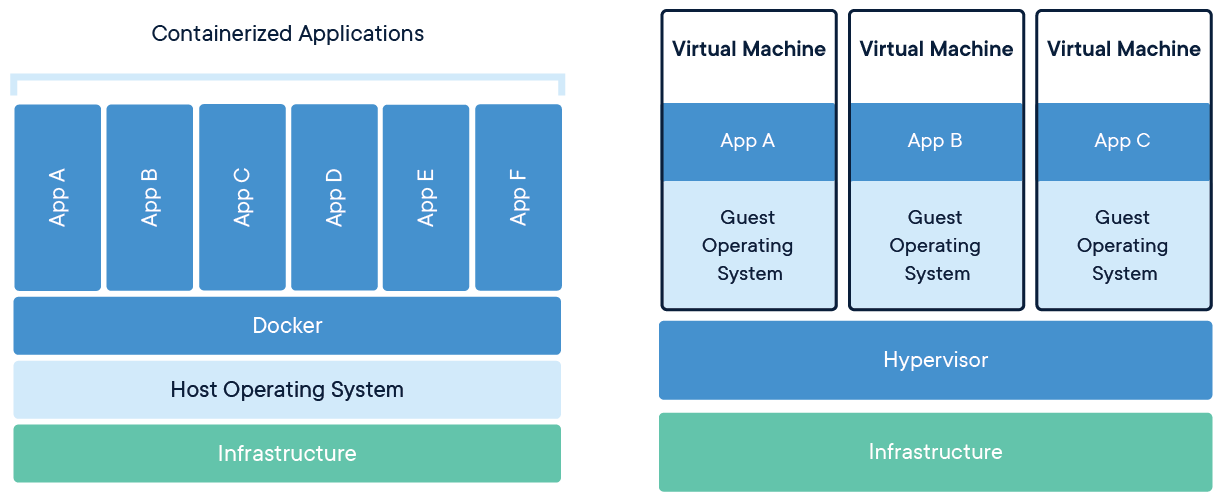 Containerized Applications
App A
App B
App C
App D
App E
App F
Docker
Host Operating System
Infrastructure
Virtual Machine
App A
Guest
Operating
System
Virtual Machine
App B
Guest
Operating
System
Virtual Machine
App C
Guest
Operating
System
Hypervisor
Infrastructure